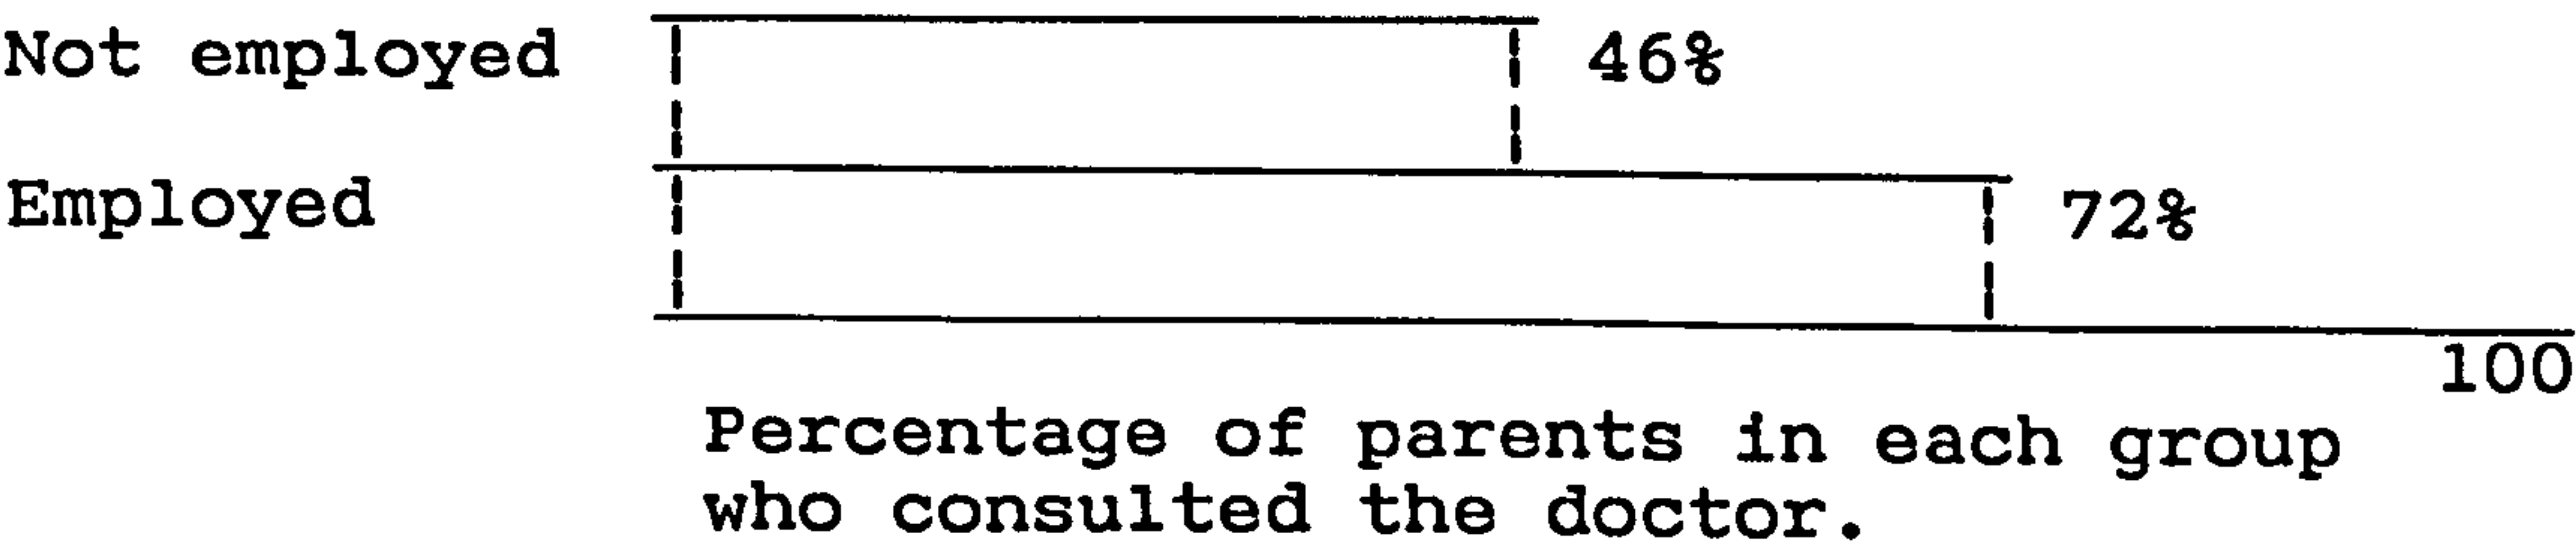 Not employed 46%
Employed 72%
100
Percentage of parents in each group
who consulted the doctor.